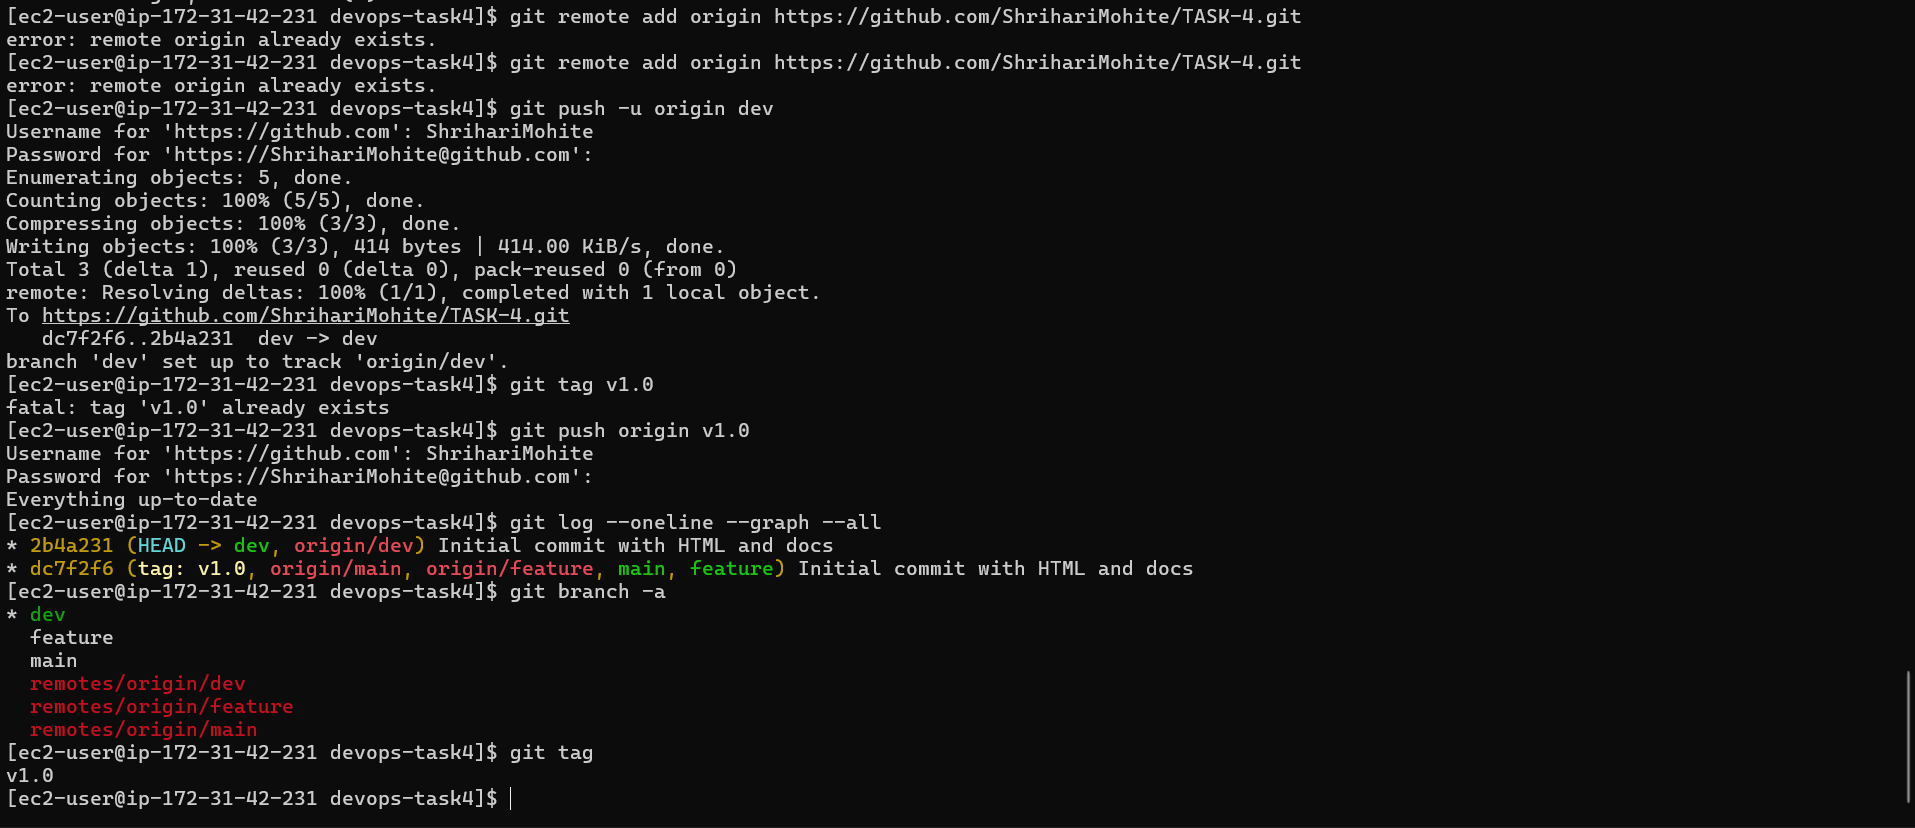 [ec2-user@ip-172-31-42-231 devops-task4]$ git remote add origin https://github.com/ShrihariMohite/TASK-4.git
error: remote origin already exists.
[ec2-user@ip-172-31-42-231 devops-task4]$ git remote add origin https://github.com/ShrihariMohite/TASK-4.git
error: remote origin already exists.
[ec2-user@ip-172-31-42-231 devops-task4]$ git push -u origin dev
Username for 'https://github.com': ShrihariMohite
Password for 'https://ShrihariMohite@github.com':
Enumerating objects: 5, done.
Counting objects: 100% (5/5), done.
Compressing objects: 100% (3/3), done.
Writing objects: 100% (3/3), 414 bytes | 414.00 KiB/s, done.
Total 3 (delta 1), reused 0 (delta 0), pack-reused 0 (from 0)
remote: Resolving deltas: 100% (1/1), completed with 1 local object.
To https://github.com/ShrihariMohite/TASK-4.git
   dc7f2f6..2b4a231  dev -> dev
branch 'dev' set up to track 'origin/dev'.
[ec2-user@ip-172-31-42-231 devops-task4]$ git tag v1.0
fatal: tag 'v1.0' already exists
[ec2-user@ip-172-31-42-231 devops-task4]$ git push origin v1.0
Username for 'https://github.com': ShrihariMohite
Password for 'https://ShrihariMohite@github.com':
Everything up-to-date
[ec2-user@ip-172-31-42-231 devops-task4]$ git log --oneline --graph --all
* 2b4a231 (HEAD -> dev, origin/dev) Initial commit with HTML and docs
* dc7f2f6 (tag: v1.0, origin/main, origin/feature, main, feature) Initial commit with HTML and docs
[ec2-user@ip-172-31-42-231 devops-task4]$ git branch -a
* dev
  feature
  main
  remotes/origin/dev
  remotes/origin/feature
  remotes/origin/main
[ec2-user@ip-172-31-42-231 devops-task4]$ git tag
v1.0
[ec2-user@ip-172-31-42-231 devops-task4]$